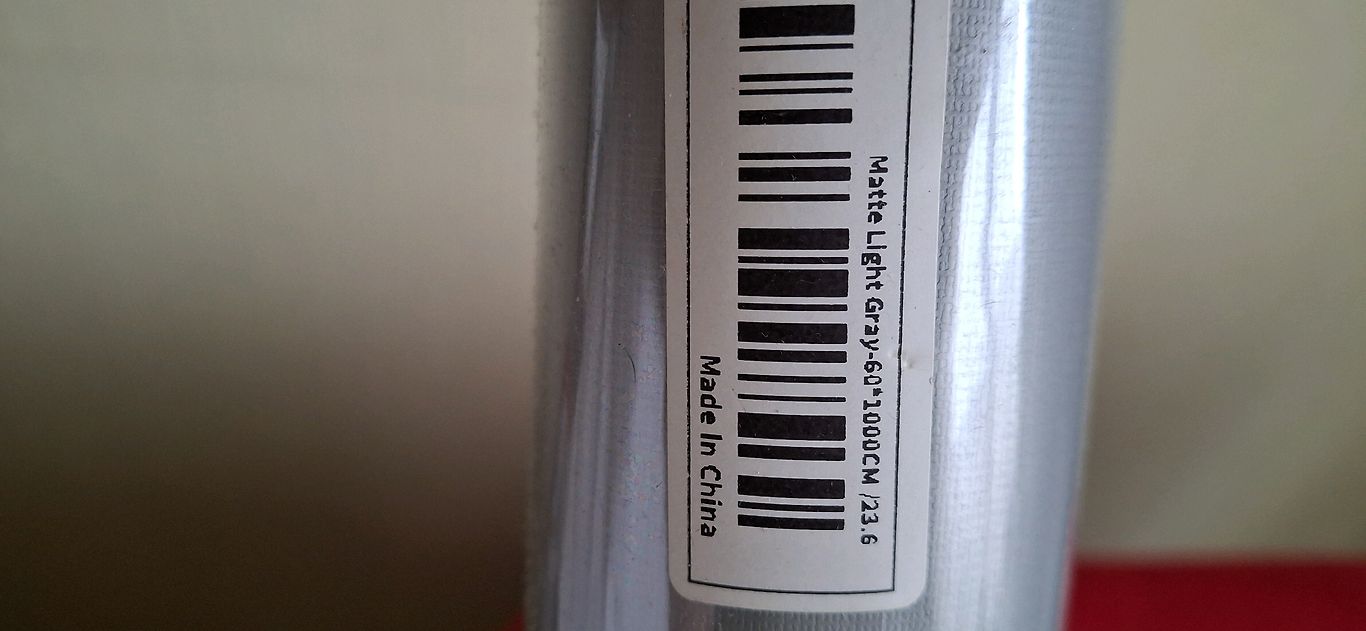 Matte Light Gray-60*1000CM /23.6
Made In China